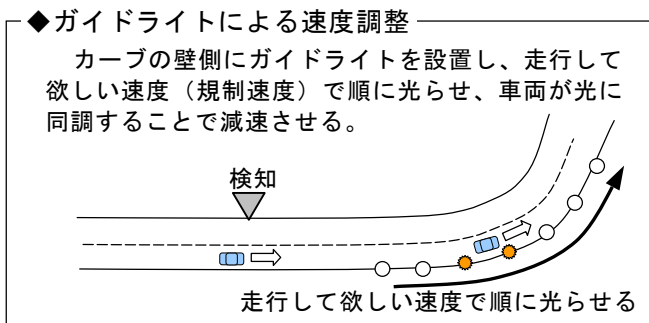 ◆ガイドライトによる速度調整
カーブの壁側にガイドライトを設置し、走行して
欲しい速度（規制速度）で順に光らせ、車両が光に
同調することで減速させる。
検知
走行して欲しい速度で順に光らせる